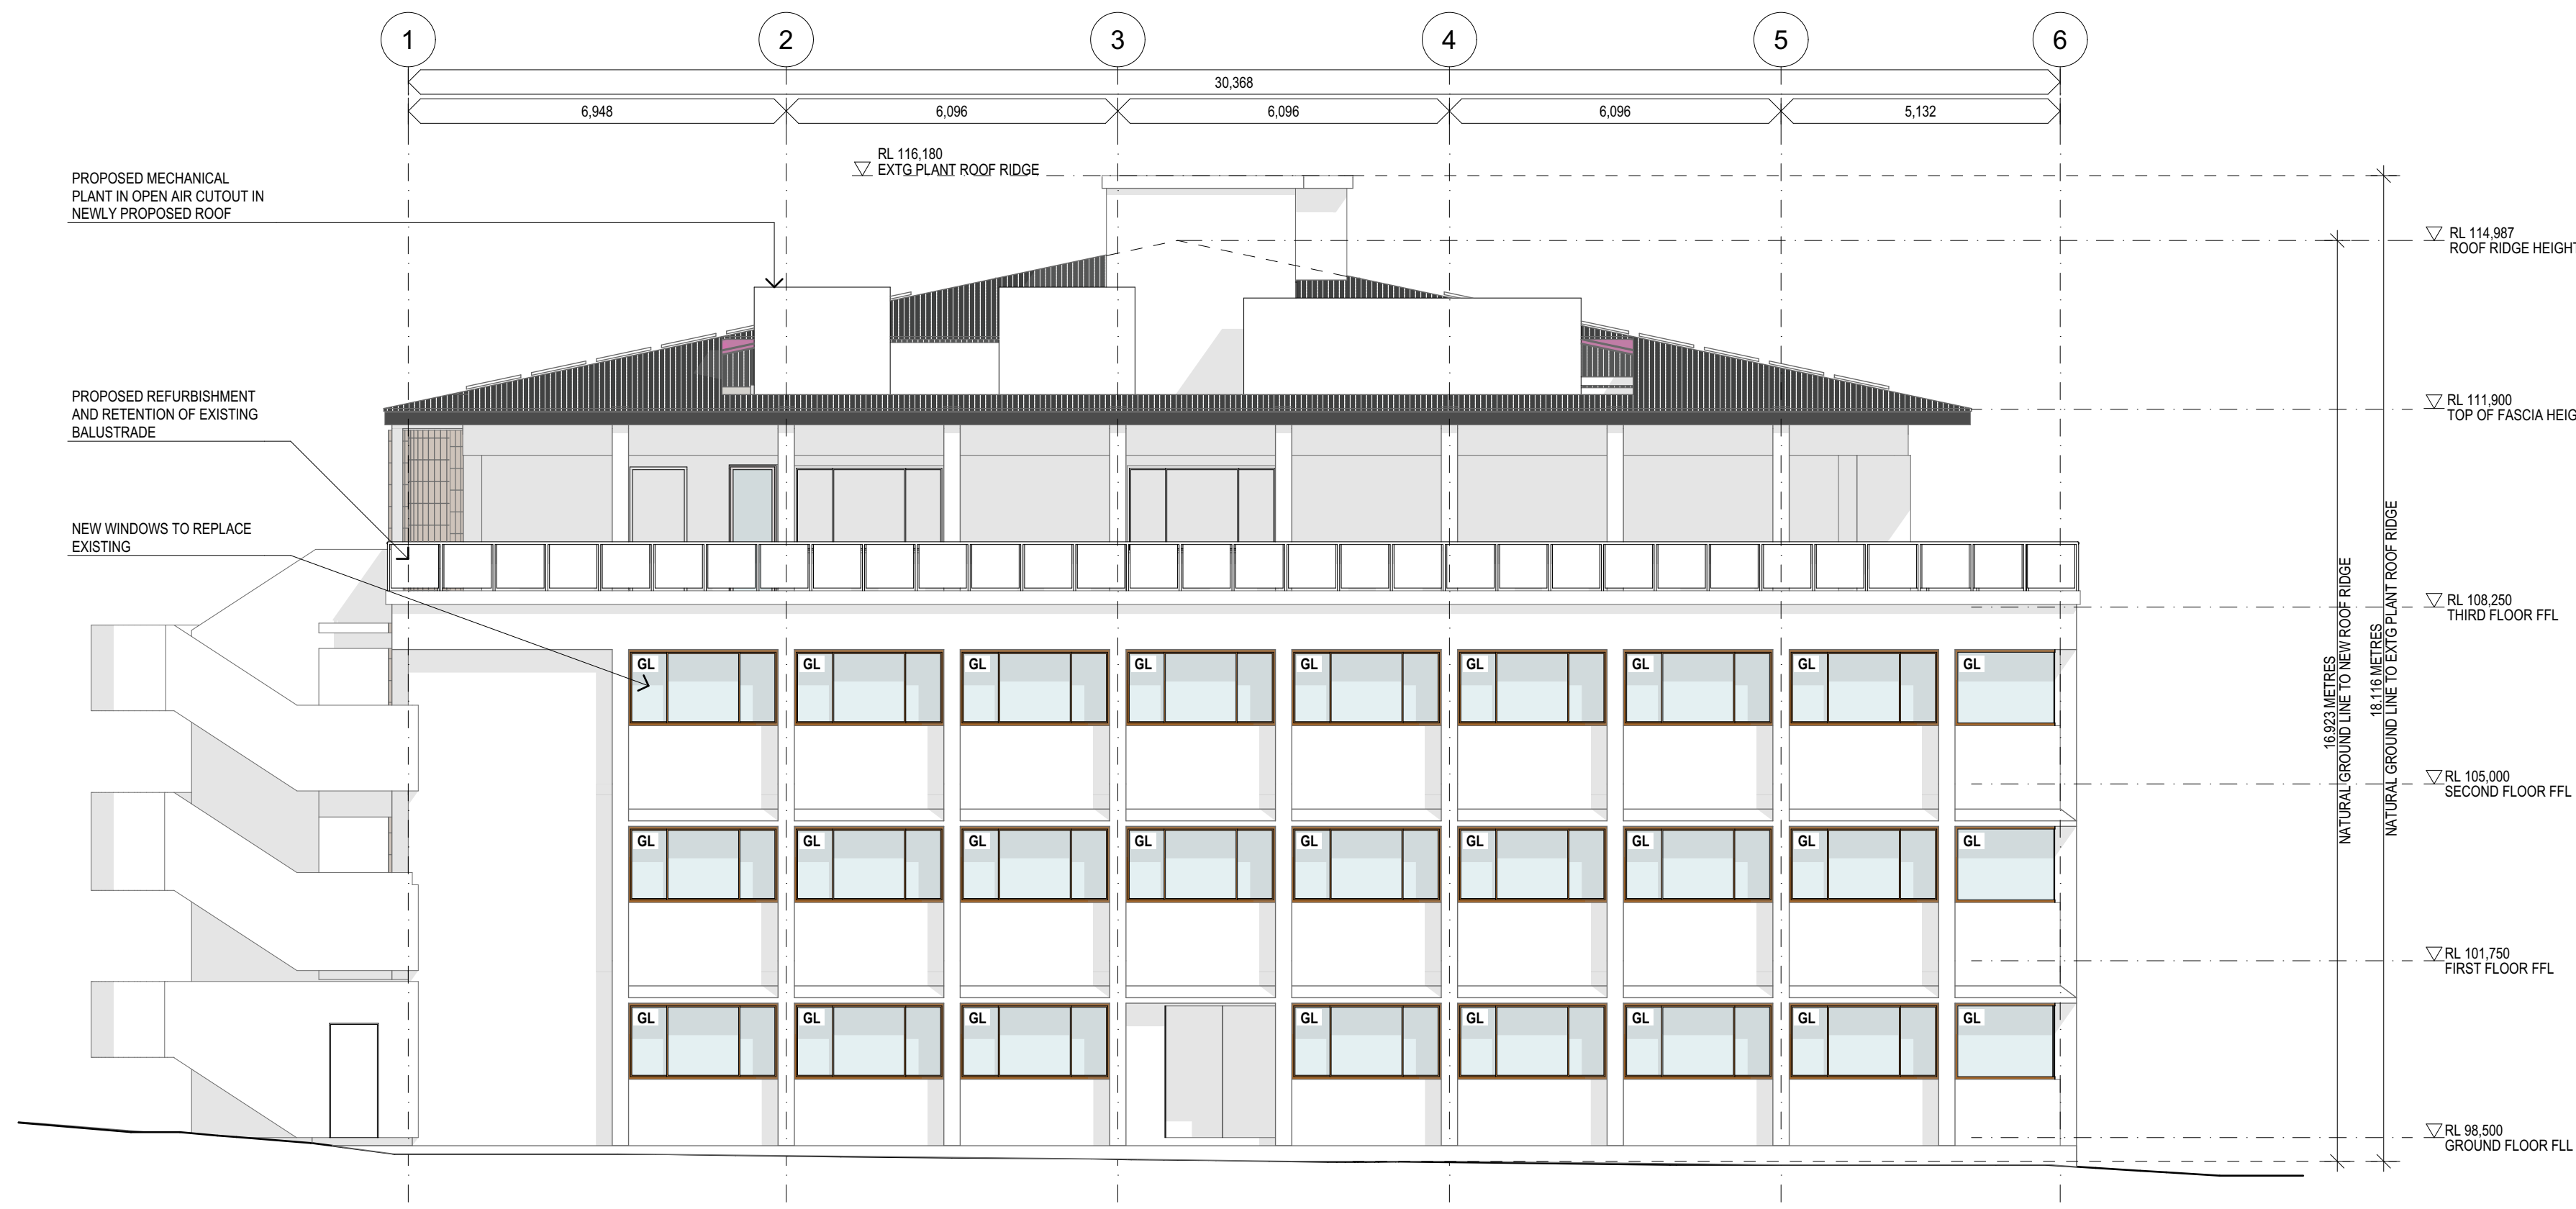 1 2 3 4 5 6
30,368
6,948 6,096 6,096 6,096 5,132
RL 116,180
EXTG PLANT ROOF RIDGE
PROPOSED MECHANICAL
PLANT IN OPEN AIR CUTOUT IN
NEWLY PROPOSED ROOF
RL 114,987
ROOF RIDGE HEIGHT
PROPOSED REFURBISHMENT
AND RETENTION OF EXISTING
BALUSTRADE
RL 111,900
TOP OF FASCIA HEIG
NEW WINDOWS TO REPLACE
EXISTING
RL 108,250
THIRD FLOOR FFL
16.923 METRES
NATURAL GROUND LINE TO NEW ROOF RIDGE
18.116 METRES
NATURAL GROUND LINE TO EXTG PLANT ROOF RIDGE
GL GL GL GL GL GL GL GL GL
RL 105,000
SECOND FLOOR FFL
GL GL GL GL GL GL GL GL GL
RL 101,750
FIRST FLOOR FFL
GL GL GL GL GL GL GL GL
RL 98,500
GROUND FLOOR FLL